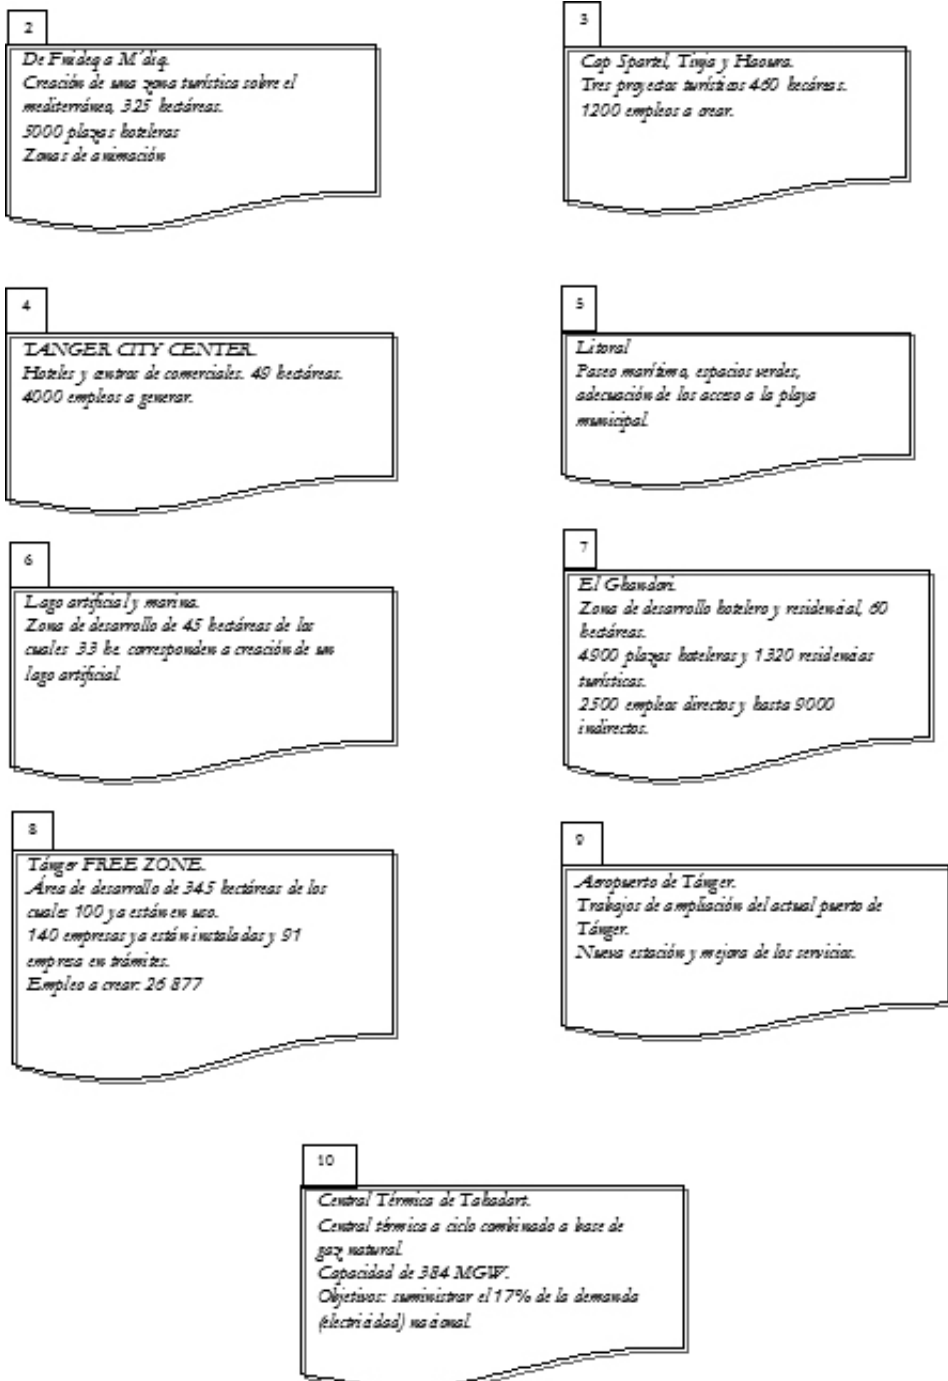 2
De Fnideq a M´diq.
Creación de una zona turística sobre el
mediterráneo, 325 hectáreas.
5000 plazas hoteleras
Zonas de animación
3
Cap Spartel, Tinja y Haoura.
Tres proyectos turísticos 460 hecáreas.
1200 empleos a crear.
4
TANGER CITY CENTER.
Hoteles y centros de comerciales. 49 hectáreas.
4000 empleos a generar.
5
Litoral
Paseo marítimo, espacios verdes,
adecuación de los acceso a la playa
municipal.
6
Lago artificial y marina.
Zona de desarrollo de 45 hectáreas de las
cuales 33 he. corresponden a creación de un
lago artificial.
7
El Ghandori.
Zona de desarrollo hotelero y residencial, 60
hectáreas.
4900 plazas hoteleras y 1320 residencias
turísticas.
2500 empleos directos y hasta 9000
indirectos.
8
Tánger FREE ZONE.
Área de desarrollo de 345 hectáreas de los
cuales 100 ya están en uso.
140 empresas ya están instaladas y 91
empresa en trámites.
Empleo a crear: 26 877
9
Aeropuerto de Tánger.
Trabajos de ampliación del actual puerto de
Tánger.
Nueva estación y mejora de los servicios.
10
Central Térmica de Tahadart.
Central térmica a ciclo combinado a base de
gaz natural.
Capacidad de 384 MGW.
Objetivos: suministrar el 17% de la demanda
(electricidad) nacional.